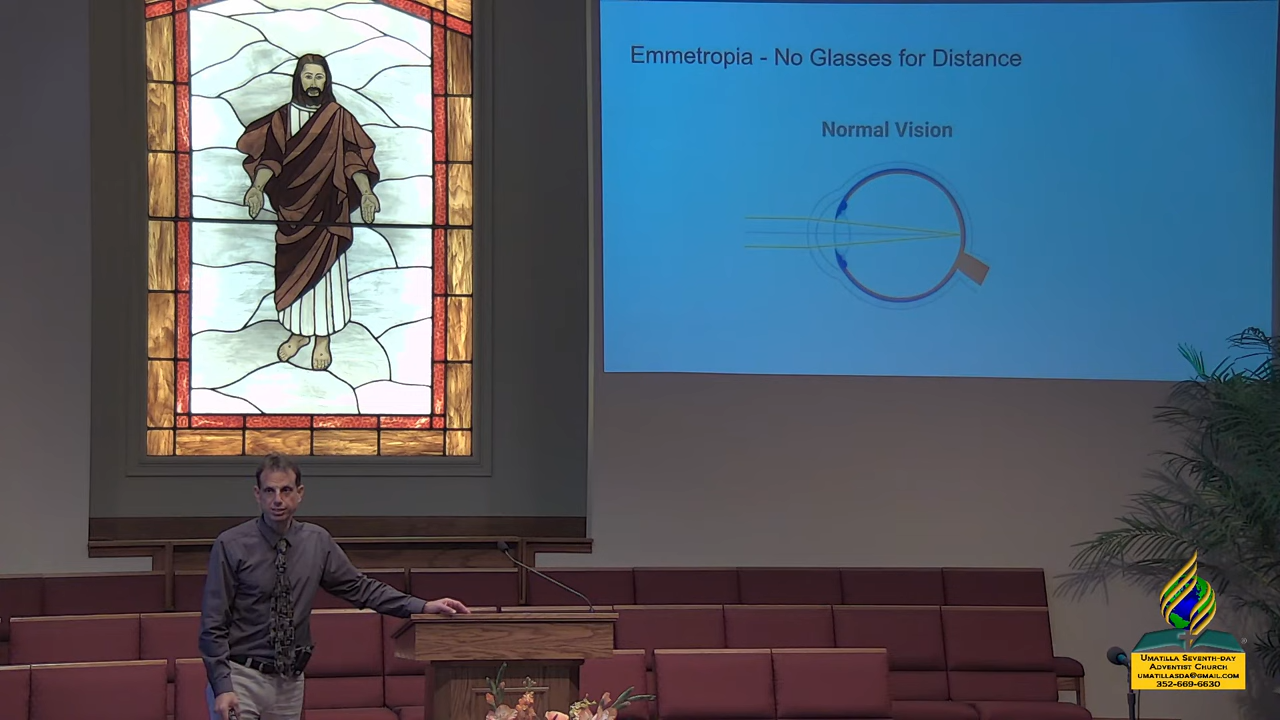 Emmetropia - No Glasses for Distance
Normal Vision
Umatilla Seventh-day
Adventist Church
umatillasda@gmail.com
352-669-6630